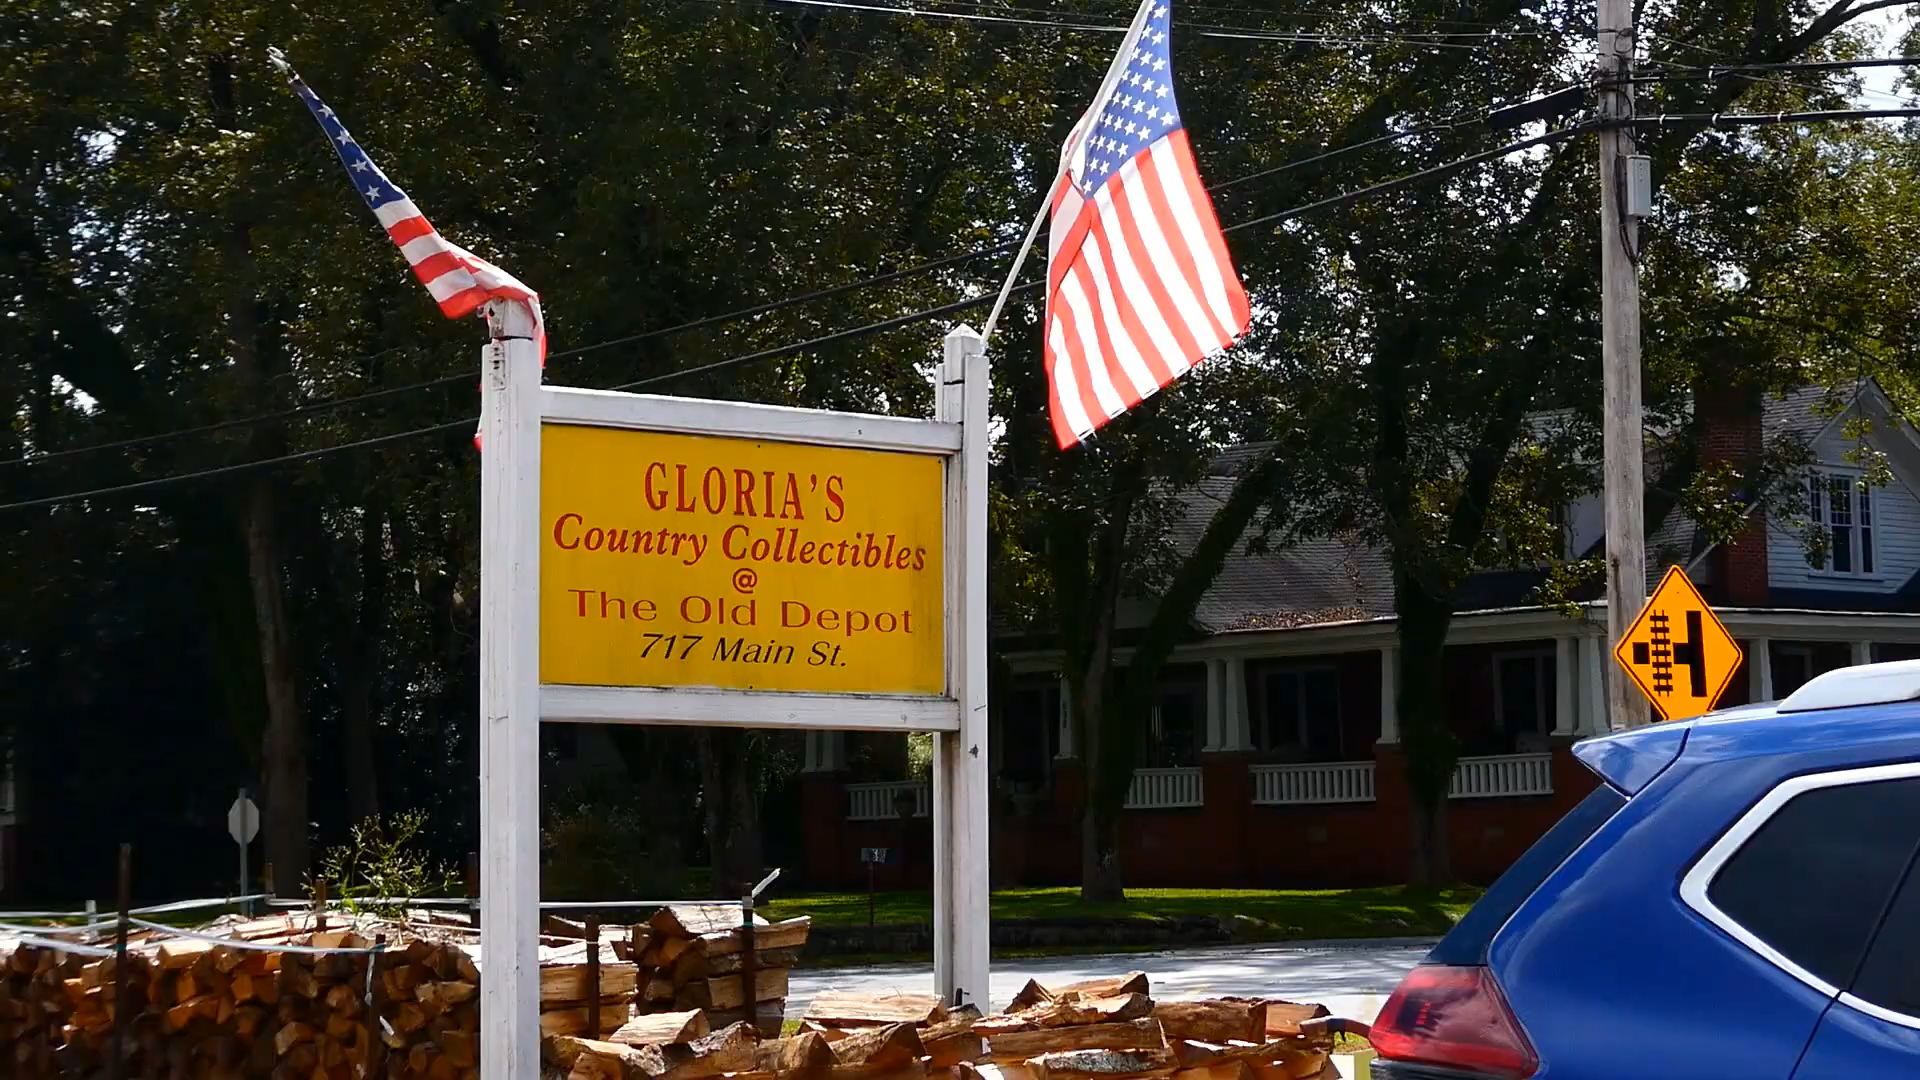 GLORIA'S
Country Collectibles
@
The Old Depot
717 Main St.